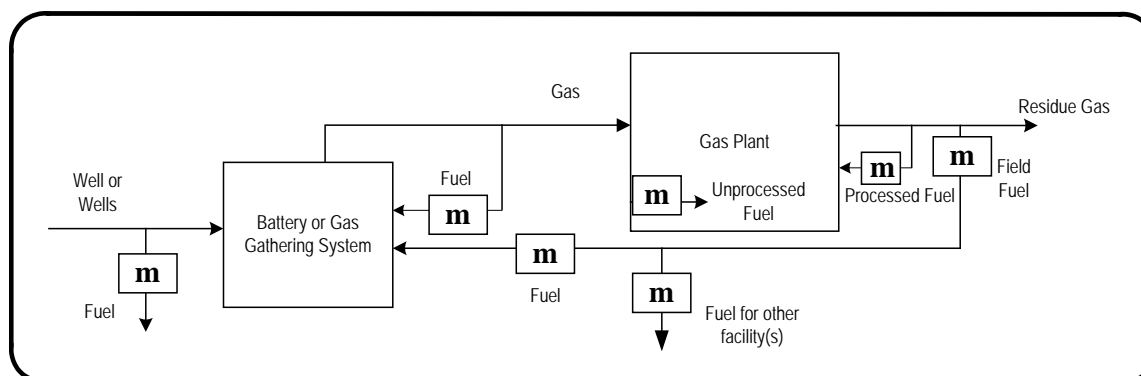 Gas
Residue Gas
Gas Plant
m
Field
Fuel
m
Processed Fuel
m
Unprocessed
Fuel
Fuel
m
Well or
Wells
Battery or Gas
Gathering System
m
Fuel
m
Fuel
m
Fuel for other
facility(s)